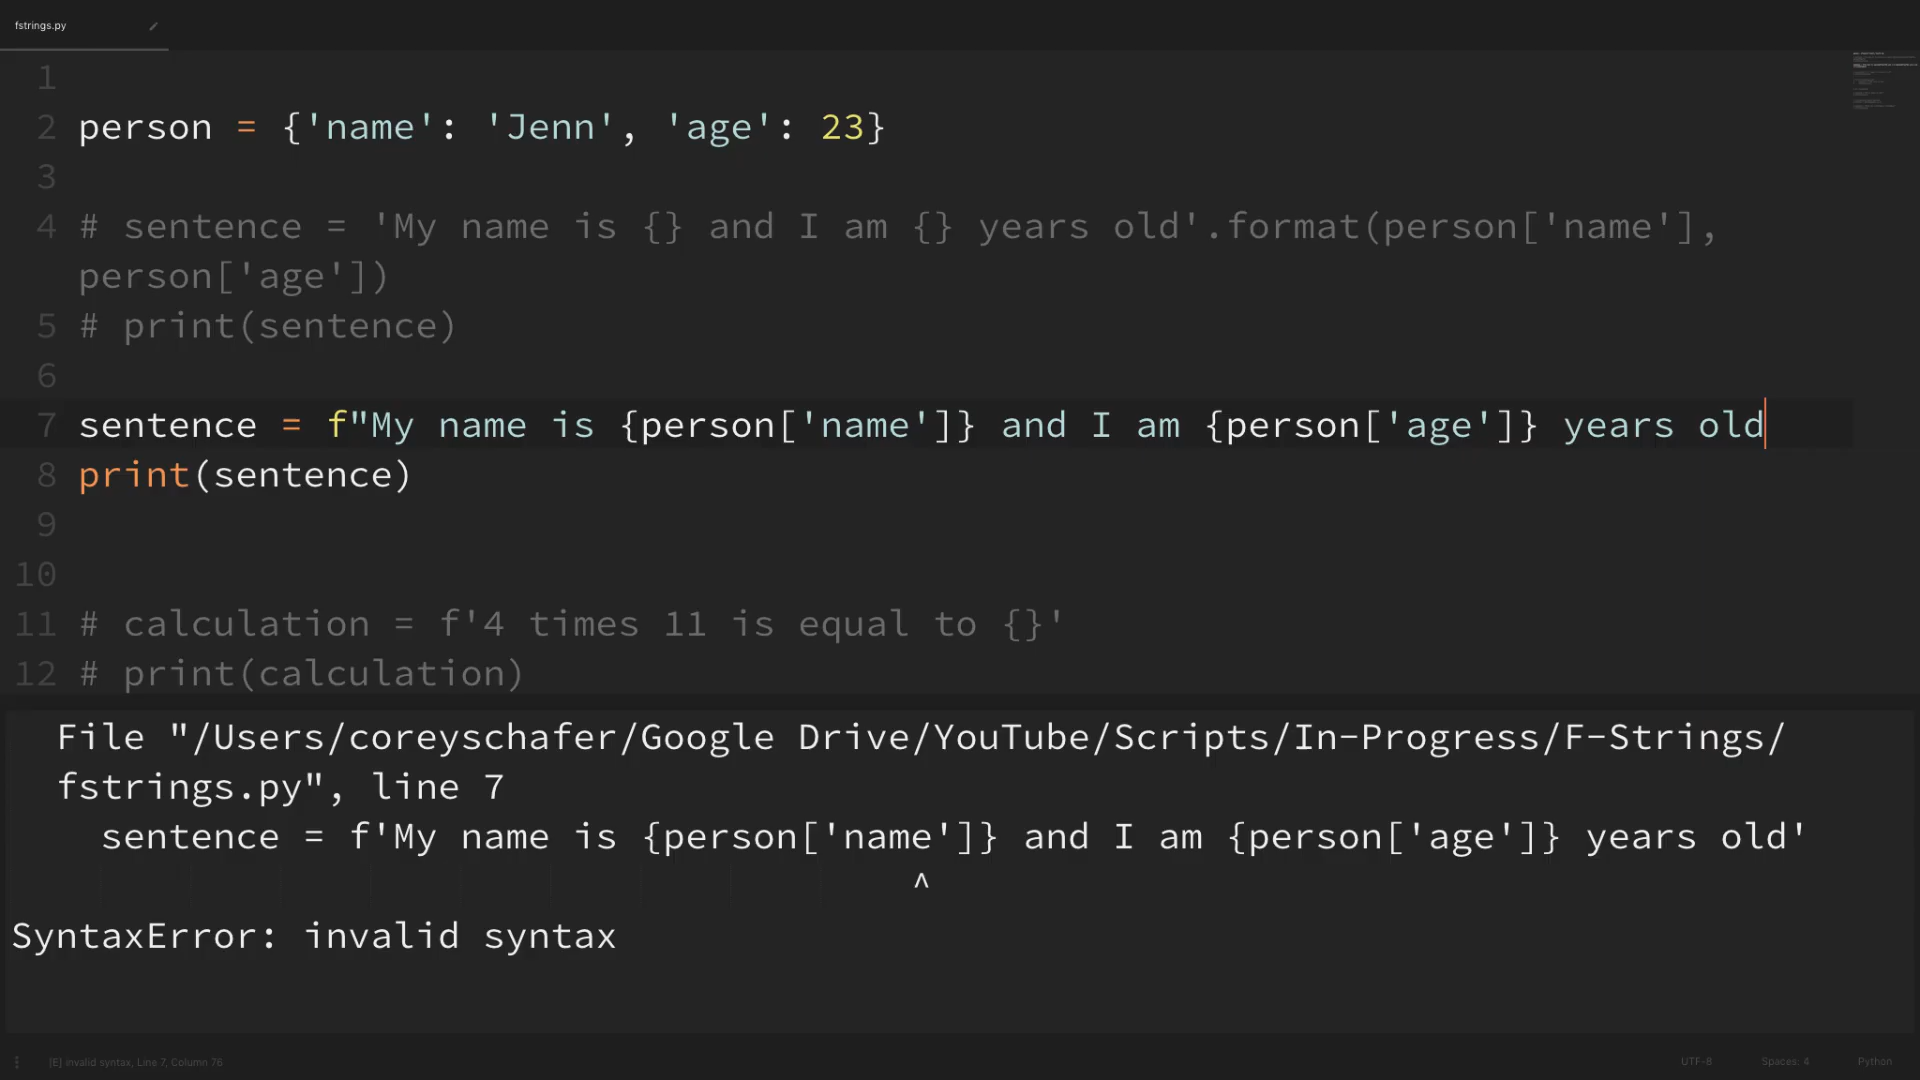 fstrings.py
1
2 person = {'name': 'Jenn', 'age': 23}
3
4 # sentence = 'My name is {} and I am {} years old'.format(person['name'],
person['age'])
5 # print(sentence)
6
7 sentence = f"My name is {person['name']} and I am {person['age']} years old
8 print(sentence)
9
10
11 # calculation = f'4 times 11 is equal to {}'
12 # print(calculation)
File "/Users/coreyschafer/Google Drive/YouTube/Scripts/In-Progress/F-Strings/
fstrings.py", line 7
sentence = f'My name is {person['name']} and I am {person['age']} years old'
^
SyntaxError: invalid syntax
[E] invalid syntax, Line 7, Column 76 UTF-8 Spaces: 4 Python